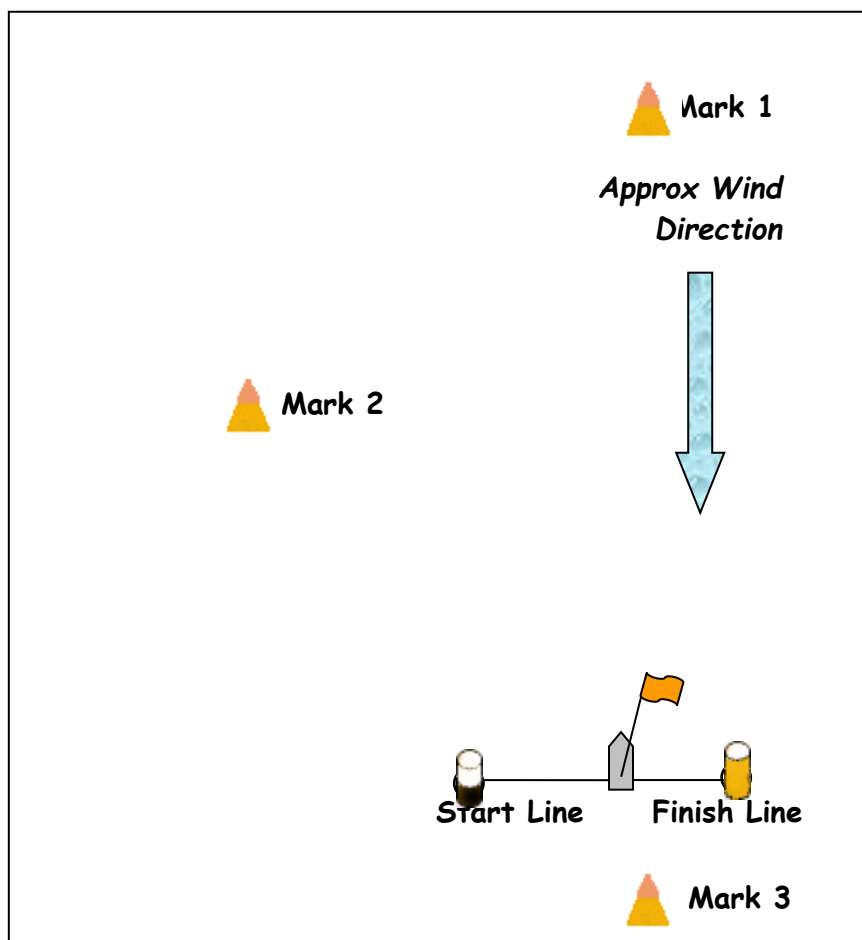 Mark 1
Approx Wind
Direction
Mark 2
Start Line
Finish Line
Mark 3